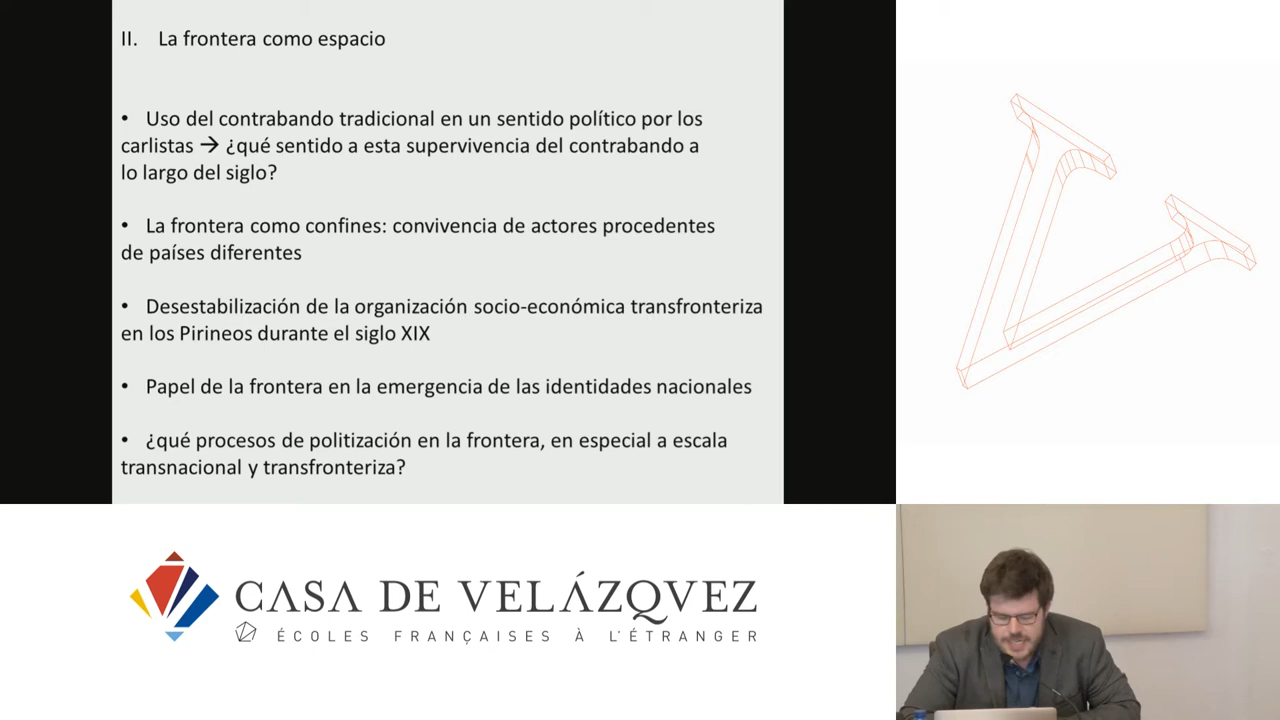 II. La frontera como espacio
• Uso del contrabando tradicional en un sentido político por los
carlistas → ¿qué sentido a esta supervivencia del contrabando a
lo largo del siglo?
• La frontera como confines: convivencia de actores procedentes
de países diferentes
• Desestabilización de la organización socio-económica transfronteriza
en los Pirineos durante el siglo XIX
• Papel de la frontera en la emergencia de las identidades nacionales
• ¿qué procesos de politización en la frontera, en especial a escala
transnacional y transfronteriza?
CASA DE VELÁZQVEZ
ÉCOLES FRANÇAISES À L'ÉTRANGER